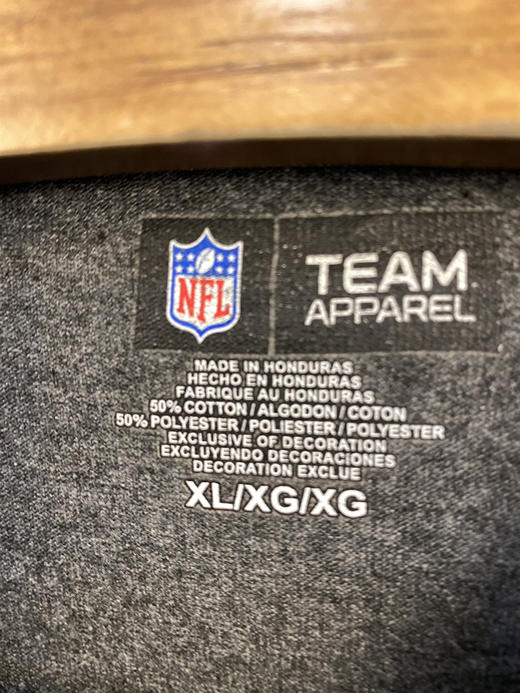 NFL
TEAM
APPAREL
MADE IN HONDURAS
HECHO EN HONDURAS
FABRIQUE AU HONDURAS
50% COTTON / ALGODON / COTON
50% POLYESTER / POLIESTER / POLYESTER
EXCLUSIVE OF DECORATION
EXCLUYENDO DECORACiONES
DECORATION EXCLUE
XL/XG/XG